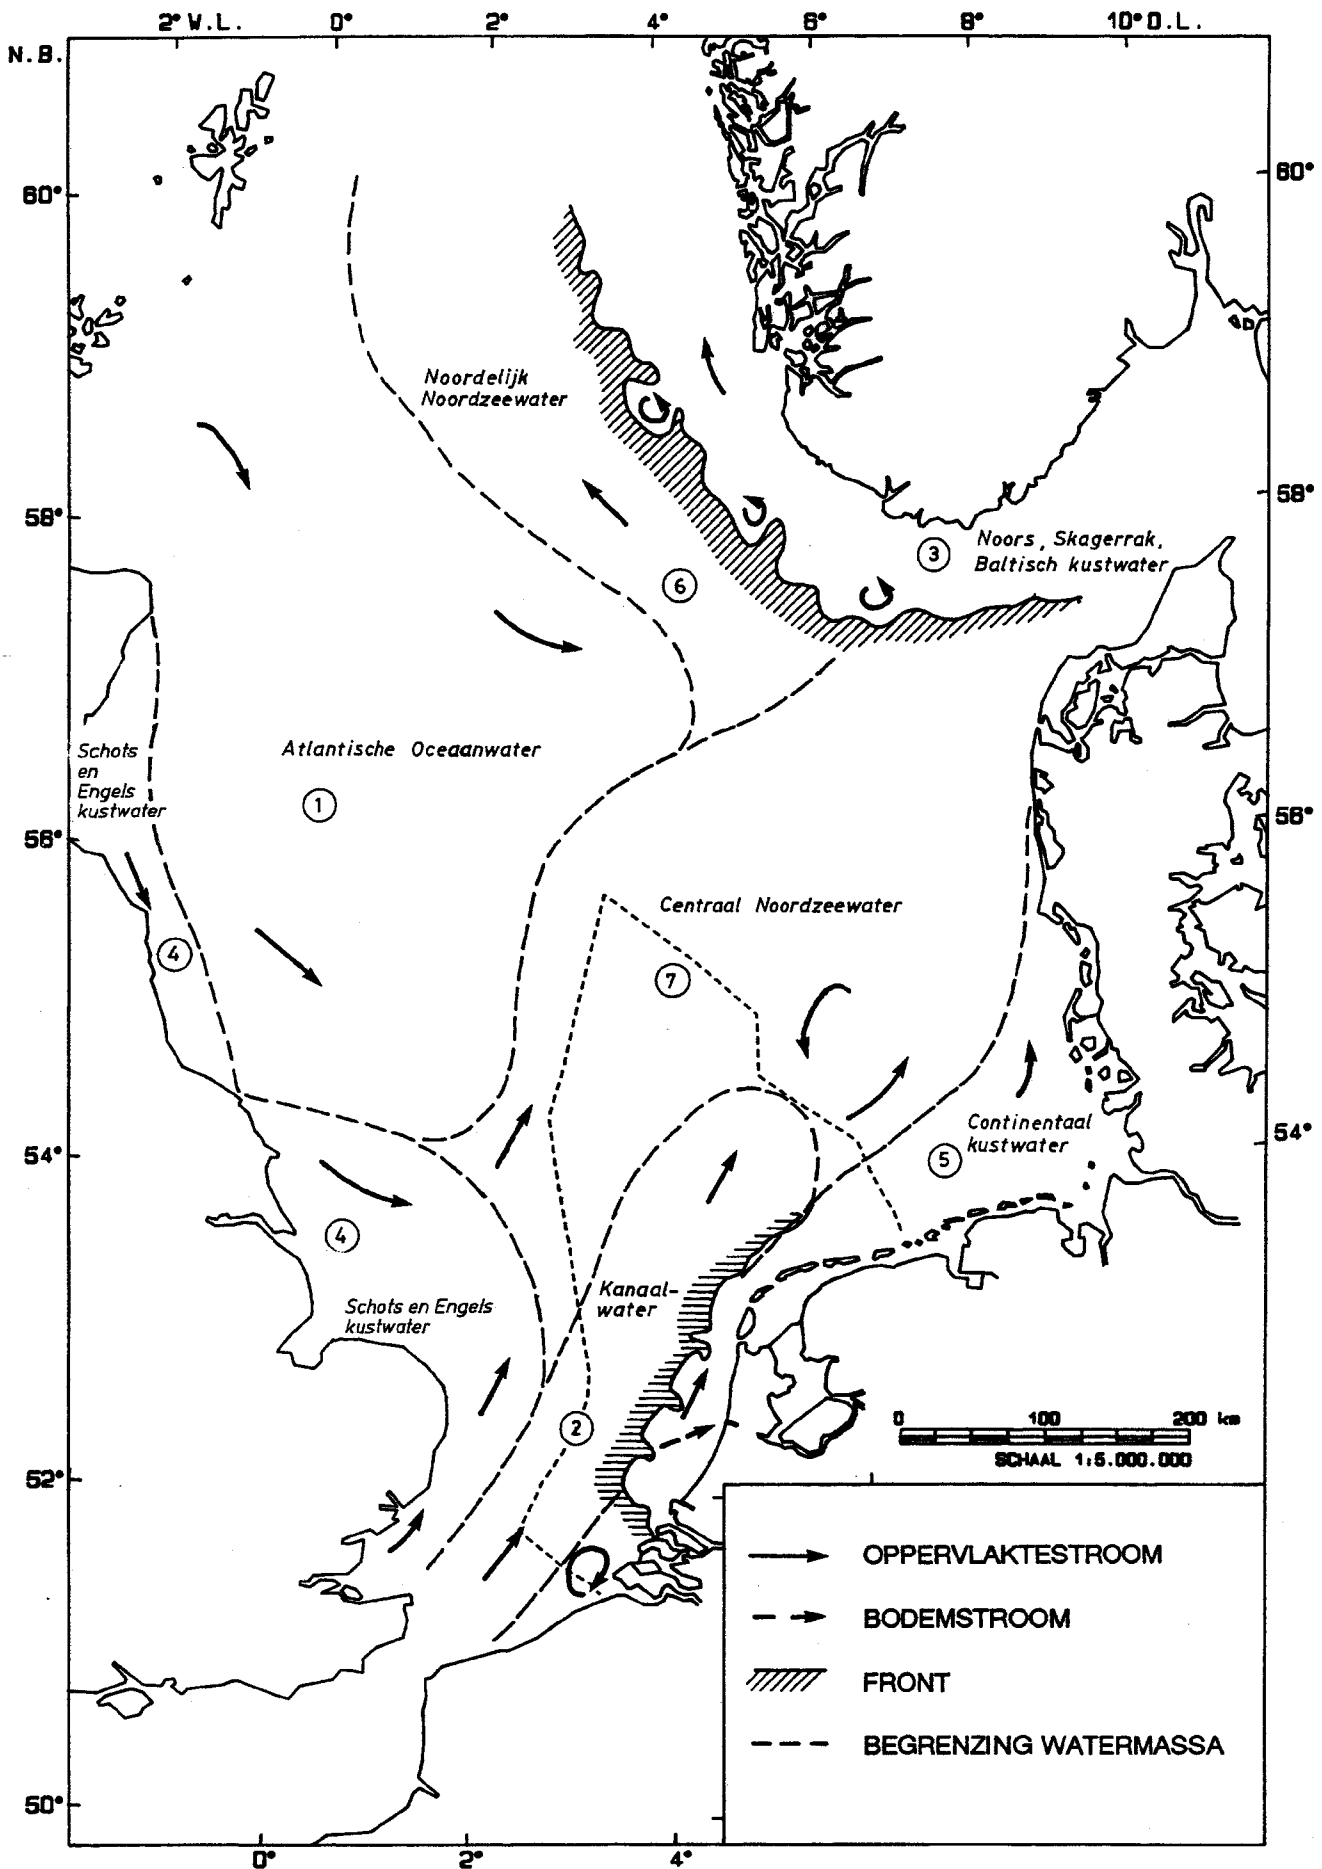 2° W.L. 0° 2° 4° 6° 8° 10° O.L.
N.B.
60° 60°
Noordelijk
Noordzeewater
58° 58°
3 Noors, Skagerrak,
Baltisch kustwater
6
Schots
en
Engels
kustwater
Atlantische Oceaanwater
1
56° 56°
Centraal Noordzeewater
4
7
Continentaal
kustwater
54° 54°
5
4
Kanaal-
water
Schots en Engels
kustwater
2
0 100 200 km
SCHAAL 1:5.000.000
52°
OPPERVLAKTESTROOM
BODEMSTROOM
FRONT
BEGRENZING WATERMASSA
50°
0° 2° 4°